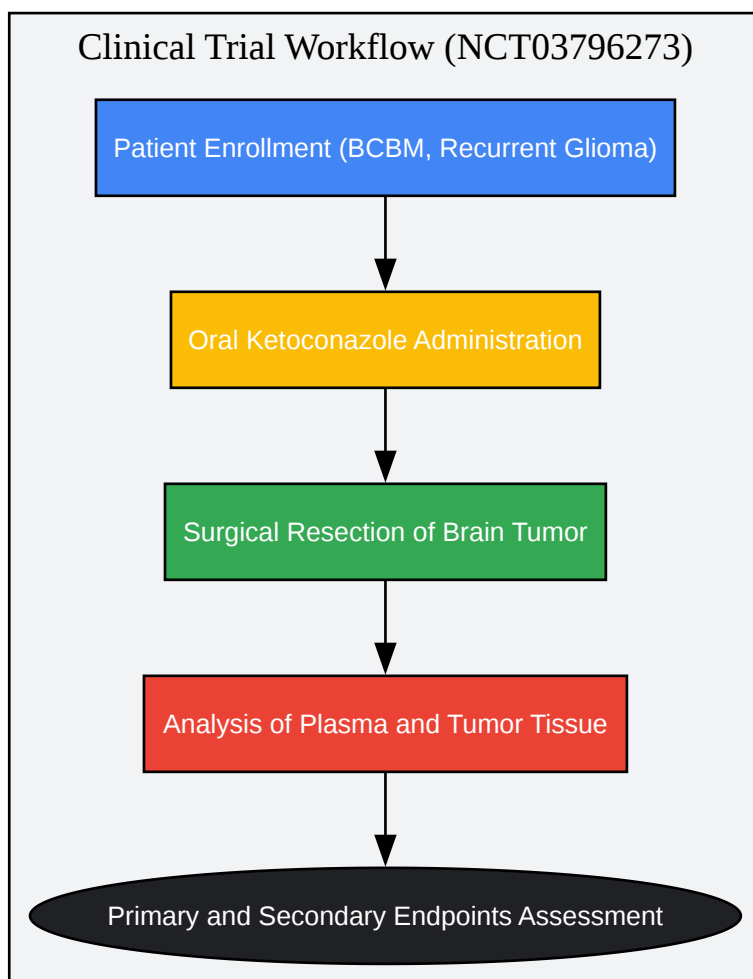 Clinical Trial Workflow (NCT03796273)
Patient Enrollment (BCBM, Recurrent Glioma)
Oral Ketoconazole Administration
Surgical Resection of Brain Tumor
Analysis of Plasma and Tumor Tissue
Primary and Secondary Endpoints Assessment